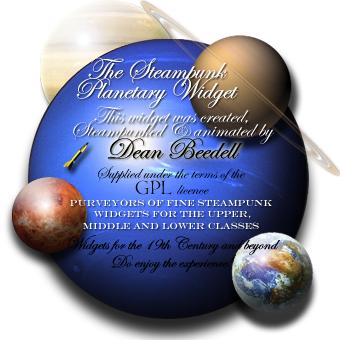 The Steampunk
Planetary Widget
This widget was created,
Steampunked & animated by
Dean Beedell
Supplied under the terms of the
GPL licence
PURVEYORS OF FINE STEAMPUNK
WIDGETS FOR THE UPPER,
MIDDLE AND LOWER CLASSES
Widgets for the 19th Century and beyond
Do enjoy the experience.